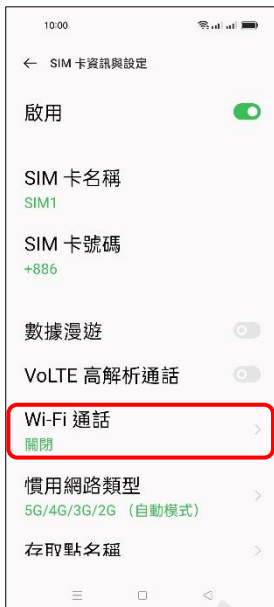 10:00
← SIM 卡資訊與設定
啟用
SIM 卡名稱
SIM1
SIM 卡號碼
+886
數據漫遊
VoLTE 高解析通話
Wi-Fi 通話
關閉
慣用網路類型
5G/4G/3G/2G （自動模式）
存取點名稱